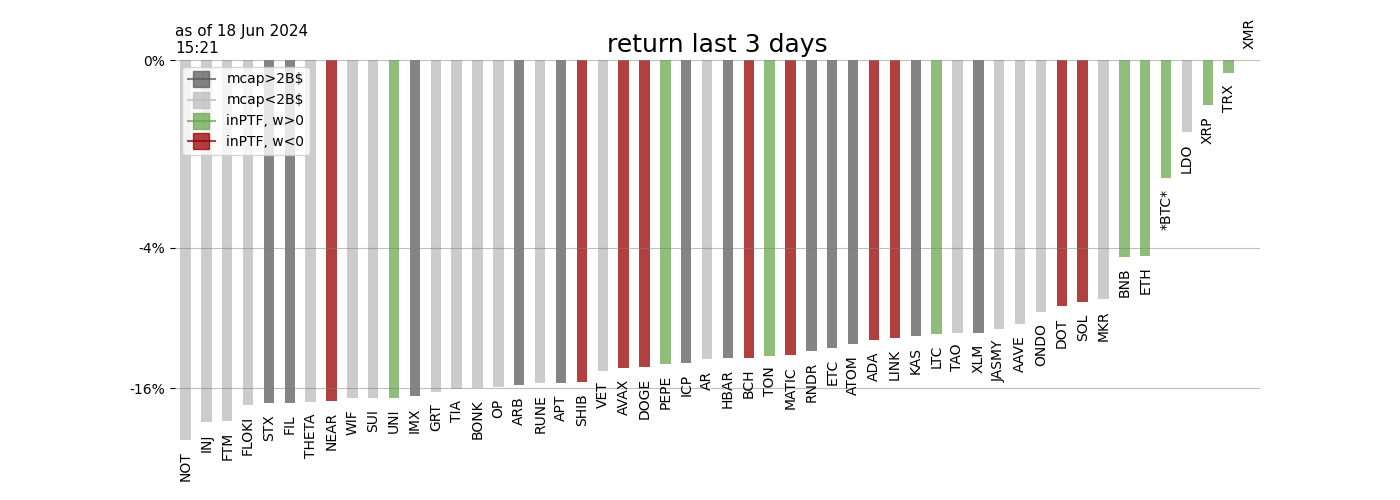 as of 18 Jun 2024
15:21
return last 3 days
XMR
0%
mcap>2B$
mcap<2B$
inPTF, w>0
inPTF, w<0
-4%
-16%
NOT
INJ
FTM
FLOKI
STX
FIL
THETA
NEAR
WIF
SUI
UNI
IMX
GRT
TIA
BONK
OP
ARB
RUNE
APT
SHIB
VET
AVAX
DOGE
PEPE
ICP
AR
HBAR
BCH
TON
MATIC
RNDR
ETC
ATOM
ADA
LINK
KAS
LTC
TAO
XLM
JASMY
AAVE
ONDO
DOT
SOL
MKR
BNB
ETH
*BTC*
LDO
XRP
TRX